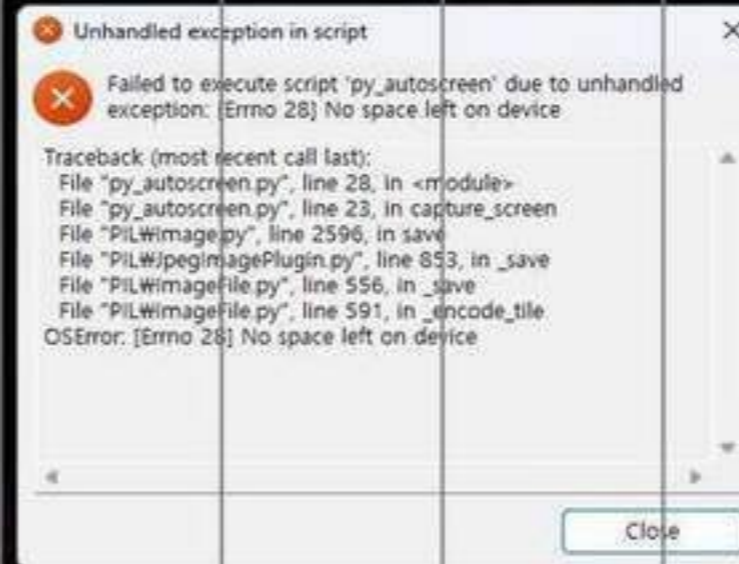 Unhandled exception in script
Failed to execute script 'py_autoscreen' due to unhandled
exception: [Errno 28] No space left on device
Traceback (most recent call last):
File "py_autoscreen.py", line 28, in <module>
File "py_autoscreen.py", line 23, in capture_screen
File "PIL₩Image.py", line 2596, in save
File "PIL₩JpegImagePlugin.py", line 853, in _save
File "PIL₩ImageFile.py", line 556, in _save
File "PIL₩ImageFile.py", line 591, in _encode_tile
OSError: [Errno 28] No space left on device
Close